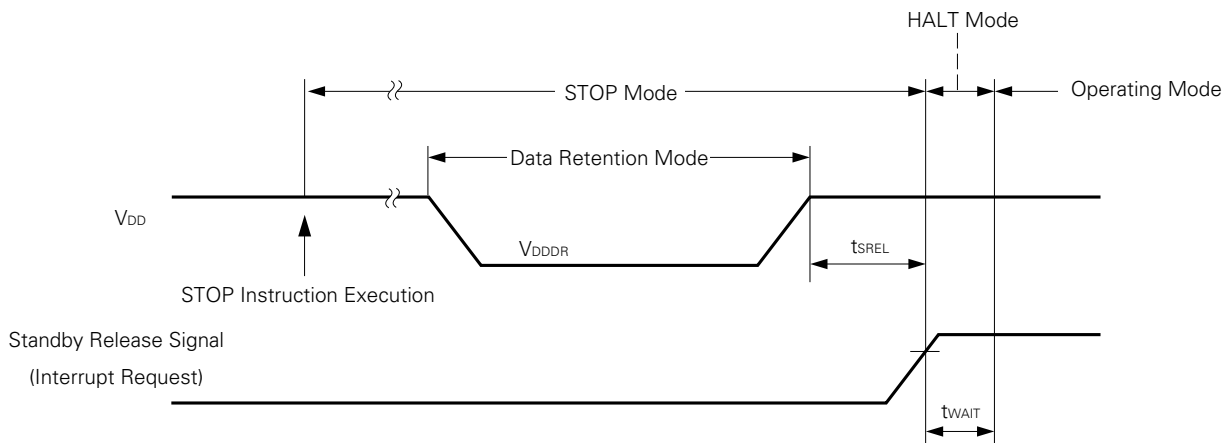 HALT Mode
STOP Mode
Operating Mode
Data Retention Mode
VDD
VDDDR
tSREL
STOP Instruction Execution
Standby Release Signal
(Interrupt Request)
tWAIT